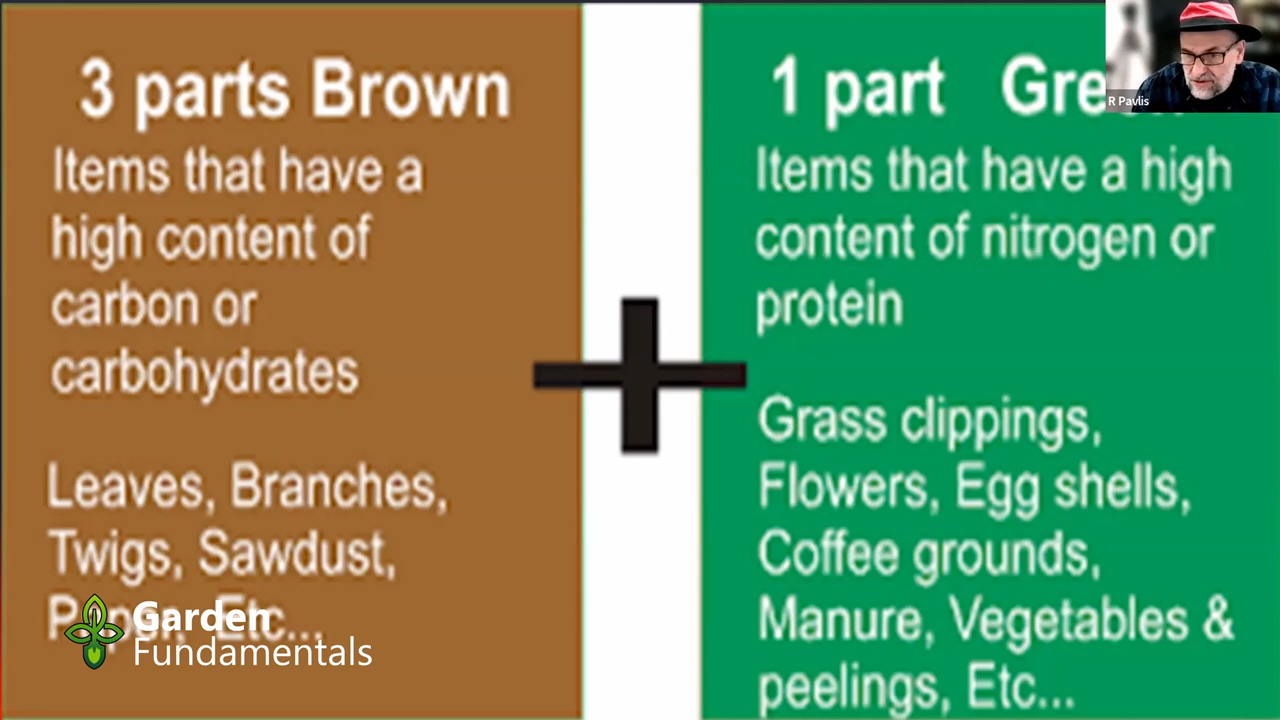 3 parts Brown
Items that have a
high content of
carbon or
carbohydrates
Leaves, Branches,
Twigs, Sawdust,
Etc...
1 part
Items that have a high
content of nitrogen or
protein
Grass clippings,
Flowers, Egg shells,
Coffee grounds,
Manure, Vegetables &
peelings, Etc...
R Pavlis
Garden
Fundamentals